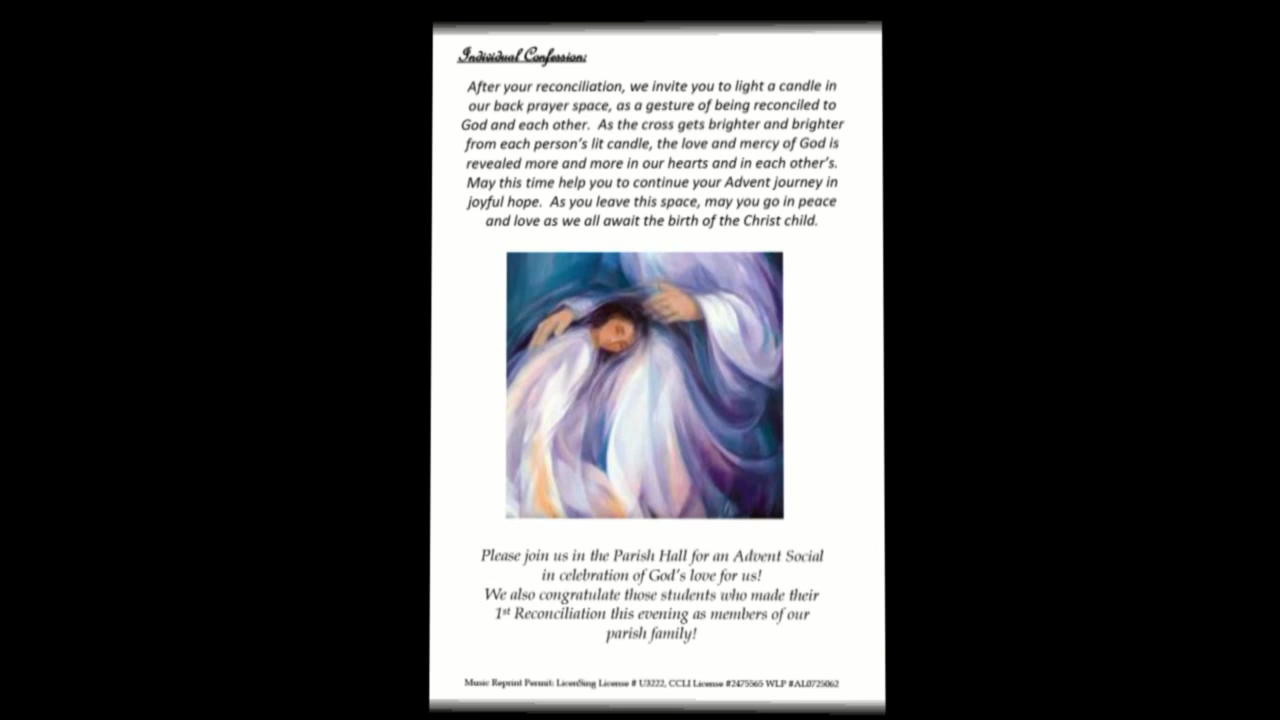 Individual Confession:
After your reconciliation, we invite you to light a candle in
our back prayer space, as a gesture of being reconciled to
God and each other.  As the cross gets brighter and brighter
from each person's lit candle, the love and mercy of God is
revealed more and more in our hearts and in each other's.
May this time help you to continue your Advent journey in
joyful hope.  As you leave this space, may you go in peace
and love as we all await the birth of the Christ child.
Please join us in the Parish Hall for an Advent Social
in celebration of God's love for us!
We also congratulate those students who made their
1st Reconciliation this evening as members of our
parish family!
Music Reprint Permit: LicenSing License # U3222, CCLI License #2475565 WLP #AL0725062